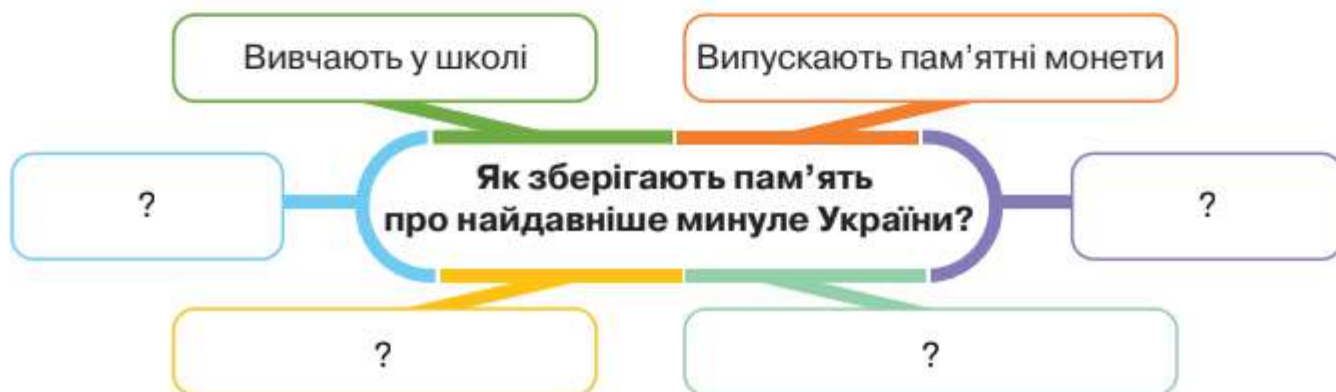 Вивчають у школі
Випускають пам’ятні монети
?
Як зберігають пам’ять
про найдавніше минуле України?
?
?
?